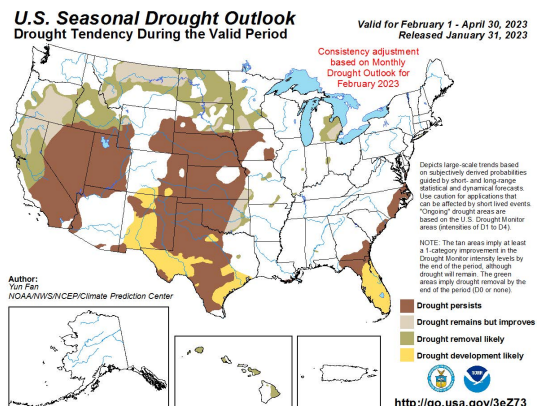 U.S. Seasonal Drought Outlook
Drought Tendency During the Valid Period
Valid for February 1 - April 30, 2023
Released January 31, 2023
Consistency adjustment
based on Monthly
Drought Outlook for
February 2023
Depicts large-scale trends based
on subjectively derived probabilities
guided by short- and long-range
statistical and dynamical forecasts.
Use caution for applications that
can be affected by short lived events.
"Ongoing" drought areas are
based on the U.S. Drought Monitor
areas (intensities of D1 to D4).
NOTE: The tan areas imply at least
a 1-category improvement in the
Drought Monitor intensity levels by
the end of the period, although
drought will remain. The green
areas imply drought removal by the
end of the period (D0 or none).
Author:
Yun Fan
NOAA/NWS/NCEP/Climate Prediction Center
Drought persists
Drought remains but improves
Drought removal likely
Drought development likely
http://go.usa.gov/3eZ73